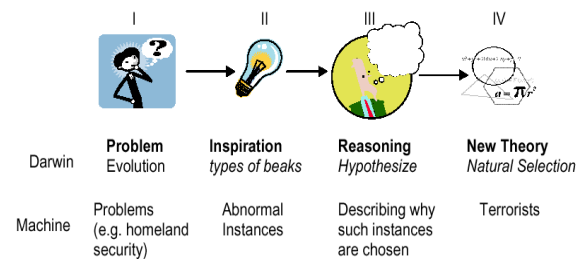 I II III IV
?
a = πr²
Problem Inspiration Reasoning New Theory
Darwin Evolution types of beaks Hypothesize Natural Selection
Machine
Problems
(e.g. homeland
security)
Abnormal
Instances
Describing why
such instances
are chosen
Terrorists